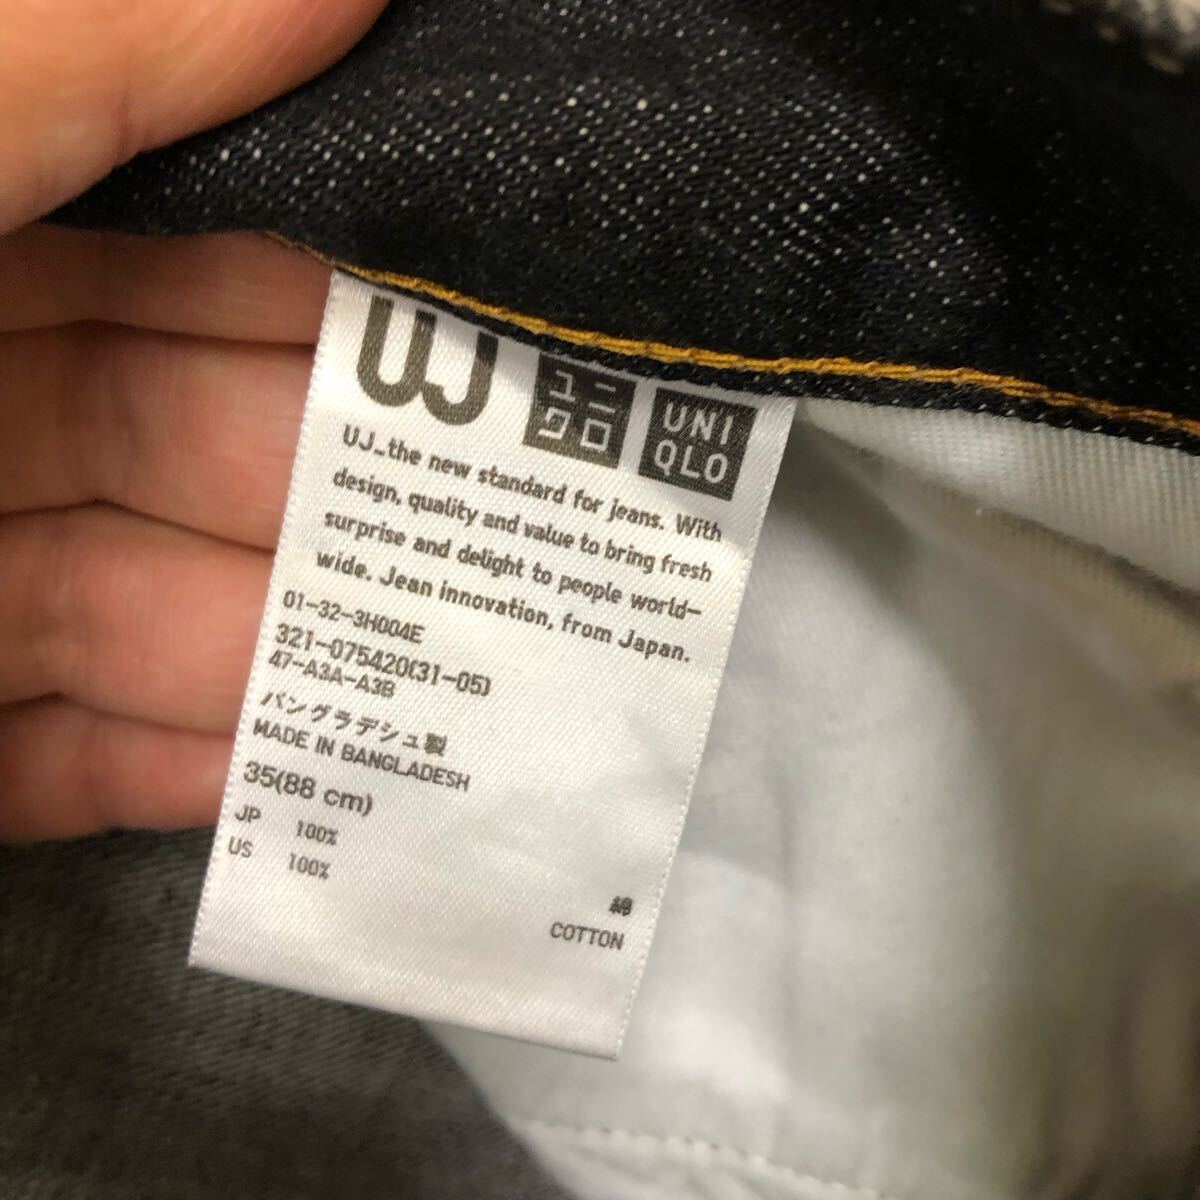 UJ
ユニ
クロ
UNI
QLO
UJ_the new standard for jeans. With
design, quality and value to bring fresh
surprise and delight to people world-
wide. Jean innovation, from Japan.
01-32-3H004E
321-075420(31-05)
47-A3A-A3B
バングラデシュ製
MADE IN BANGLADESH
35(88 cm)
JP 100%
US 100%
綿
COTTON